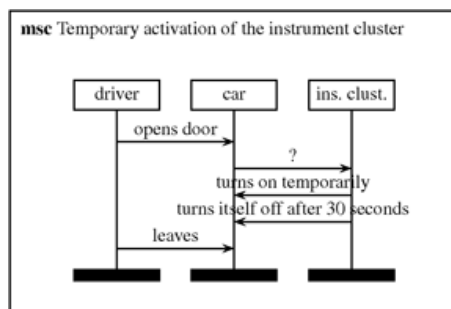 msc Temporary activation of the instrument cluster
driver car ins. clust.
opens door
?
turns on temporarily
turns itself off after 30 seconds
leaves